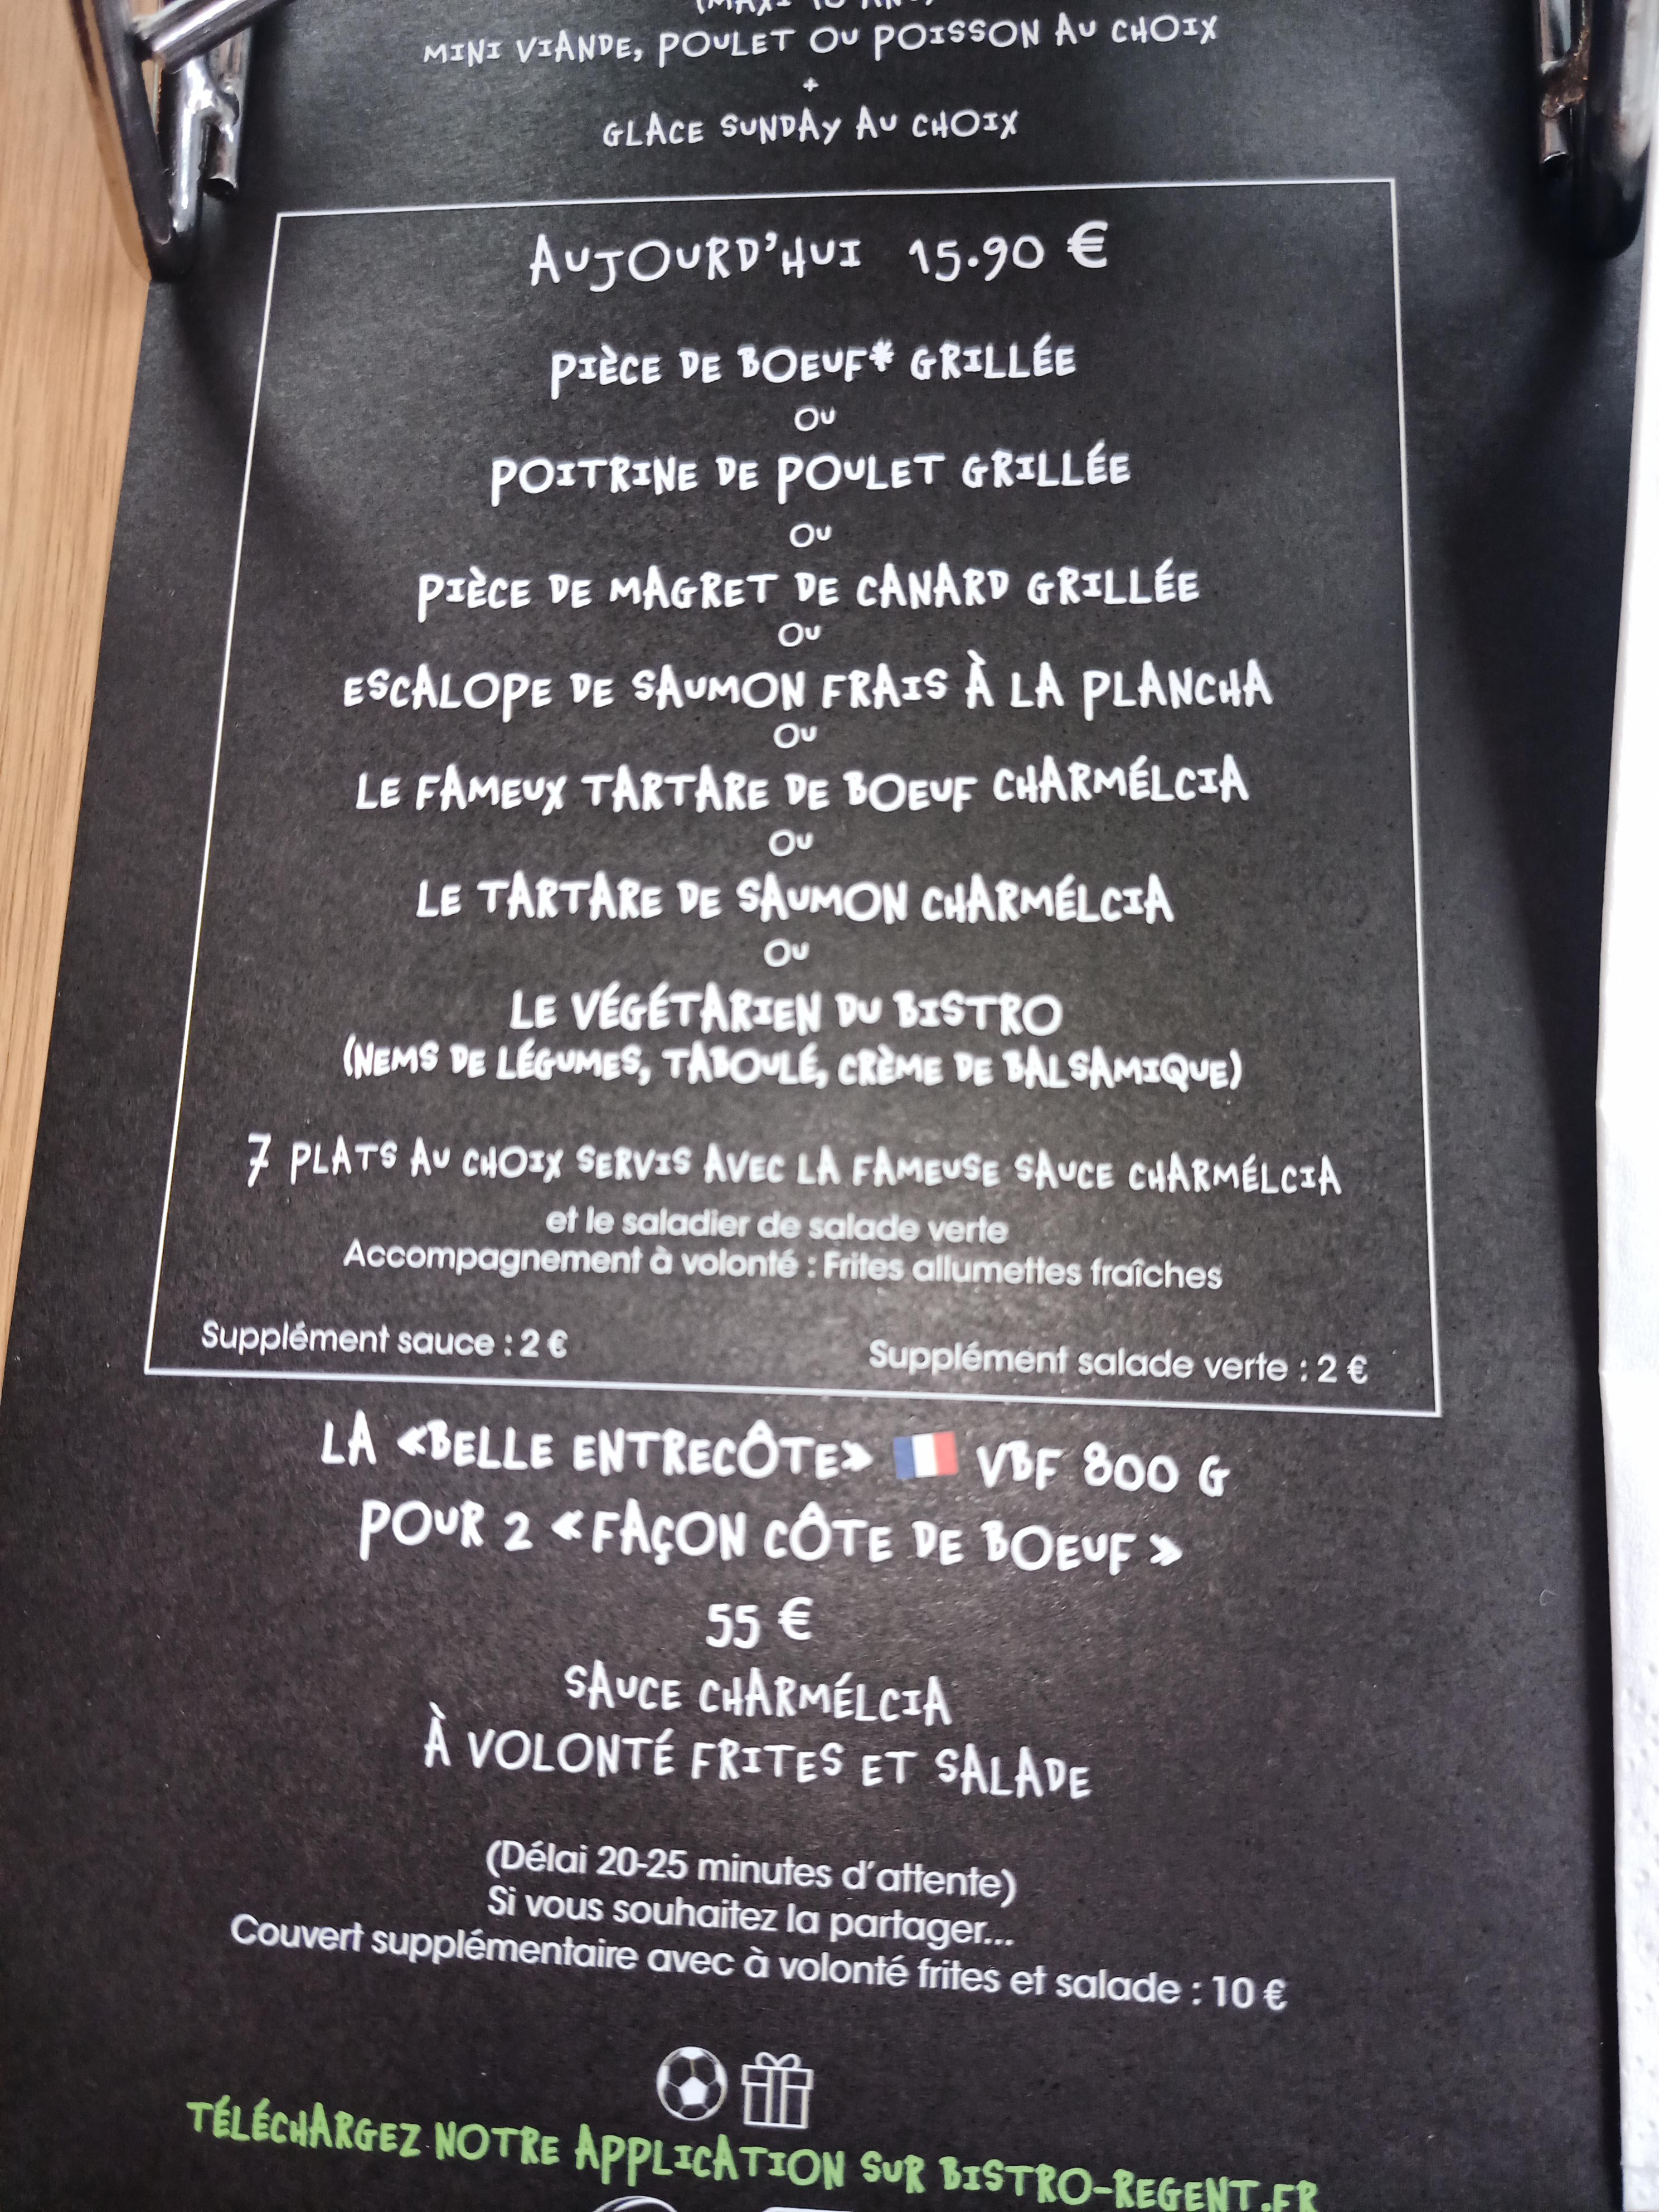 MINI VIANDE, POULET OU POISSON AU CHOIX
+
GLACE SUNDAY AU CHOIX
AUJOURD'HUI 15.90 €
PIÈCE DE BOEUF* GRILLÉE
OU
POITRINE DE POULET GRILLÉE
OU
PIÈCE DE MAGRET DE CANARD GRILLÉE
OU
ESCALOPE DE SAUMON FRAIS À LA PLANCHA
OU
LE FAMEUX TARTARE DE BOEUF CHARMÉLCIA
OU
LE TARTARE DE SAUMON CHARMÉLCIA
OU
LE VÉGÉTARIEN DU BISTRO
(NEMS DE LÉGUMES, TABOULÉ, CRÈME DE BALSAMIQUE)
7 PLATS AU CHOIX SERVIS AVEC LA FAMEUSE SAUCE CHARMÉLCIA
et le saladier de salade verte
Accompagnement à volonté : Frites allumettes fraîches
Supplément sauce : 2 € Supplément salade verte : 2 €
LA «BELLE ENTRECÔTE» VBF 800 G
POUR 2 «FAÇON CÔTE DE BOEUF »
55 €
SAUCE CHARMÉLCIA
À VOLONTÉ FRITES ET SALADE
(Délai 20-25 minutes d'attente)
Si vous souhaitez la partager...
Couvert supplémentaire avec à volonté frites et salade : 10 €
TÉLÉCHARGEZ NOTRE APPLICATION SUR BISTRO-REGENT.FR